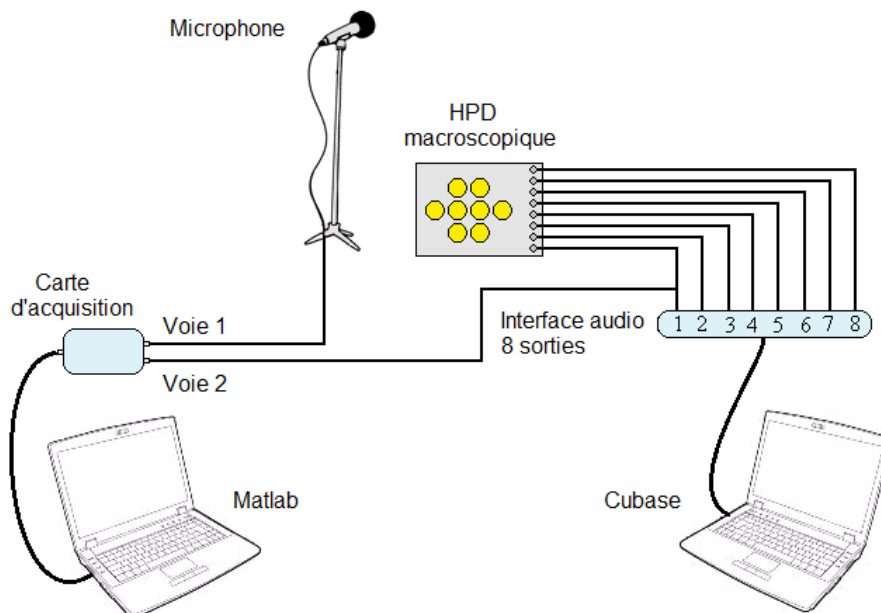 Microphone
HPD
macroscopique
Carte
d'acquisition
Voie 1
Voie 2
Interface audio
8 sorties
1 2 3 4 5 6 7 8
Matlab
Cubase